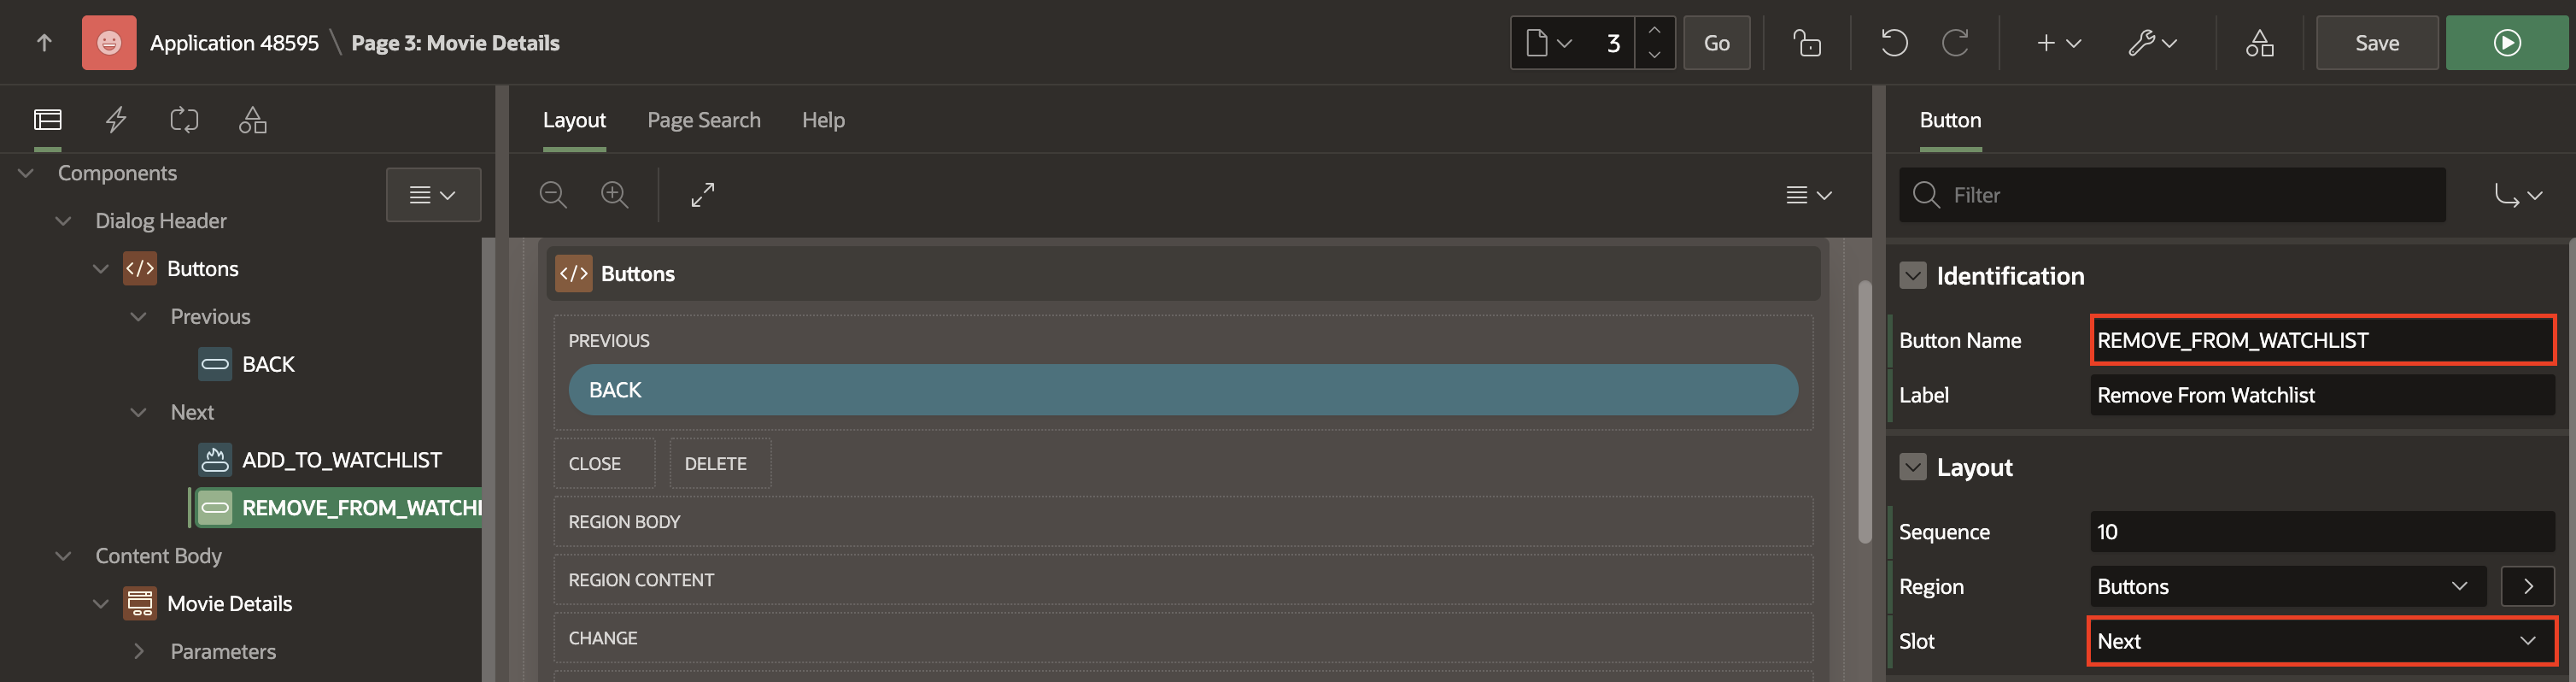 Application 48595 \ Page 3: Movie Details
3
Go
Save
Components
Dialog Header
</> Buttons
Previous
BACK
Next
ADD_TO_WATCHLIST
REMOVE_FROM_WATCHL
Content Body
Movie Details
Parameters
Layout Page Search Help
</> Buttons
PREVIOUS
BACK
CLOSE DELETE
REGION BODY
REGION CONTENT
CHANGE
Button
Filter
Identification
Button Name REMOVE_FROM_WATCHLIST
Label Remove From Watchlist
Layout
Sequence 10
Region Buttons
Slot Next